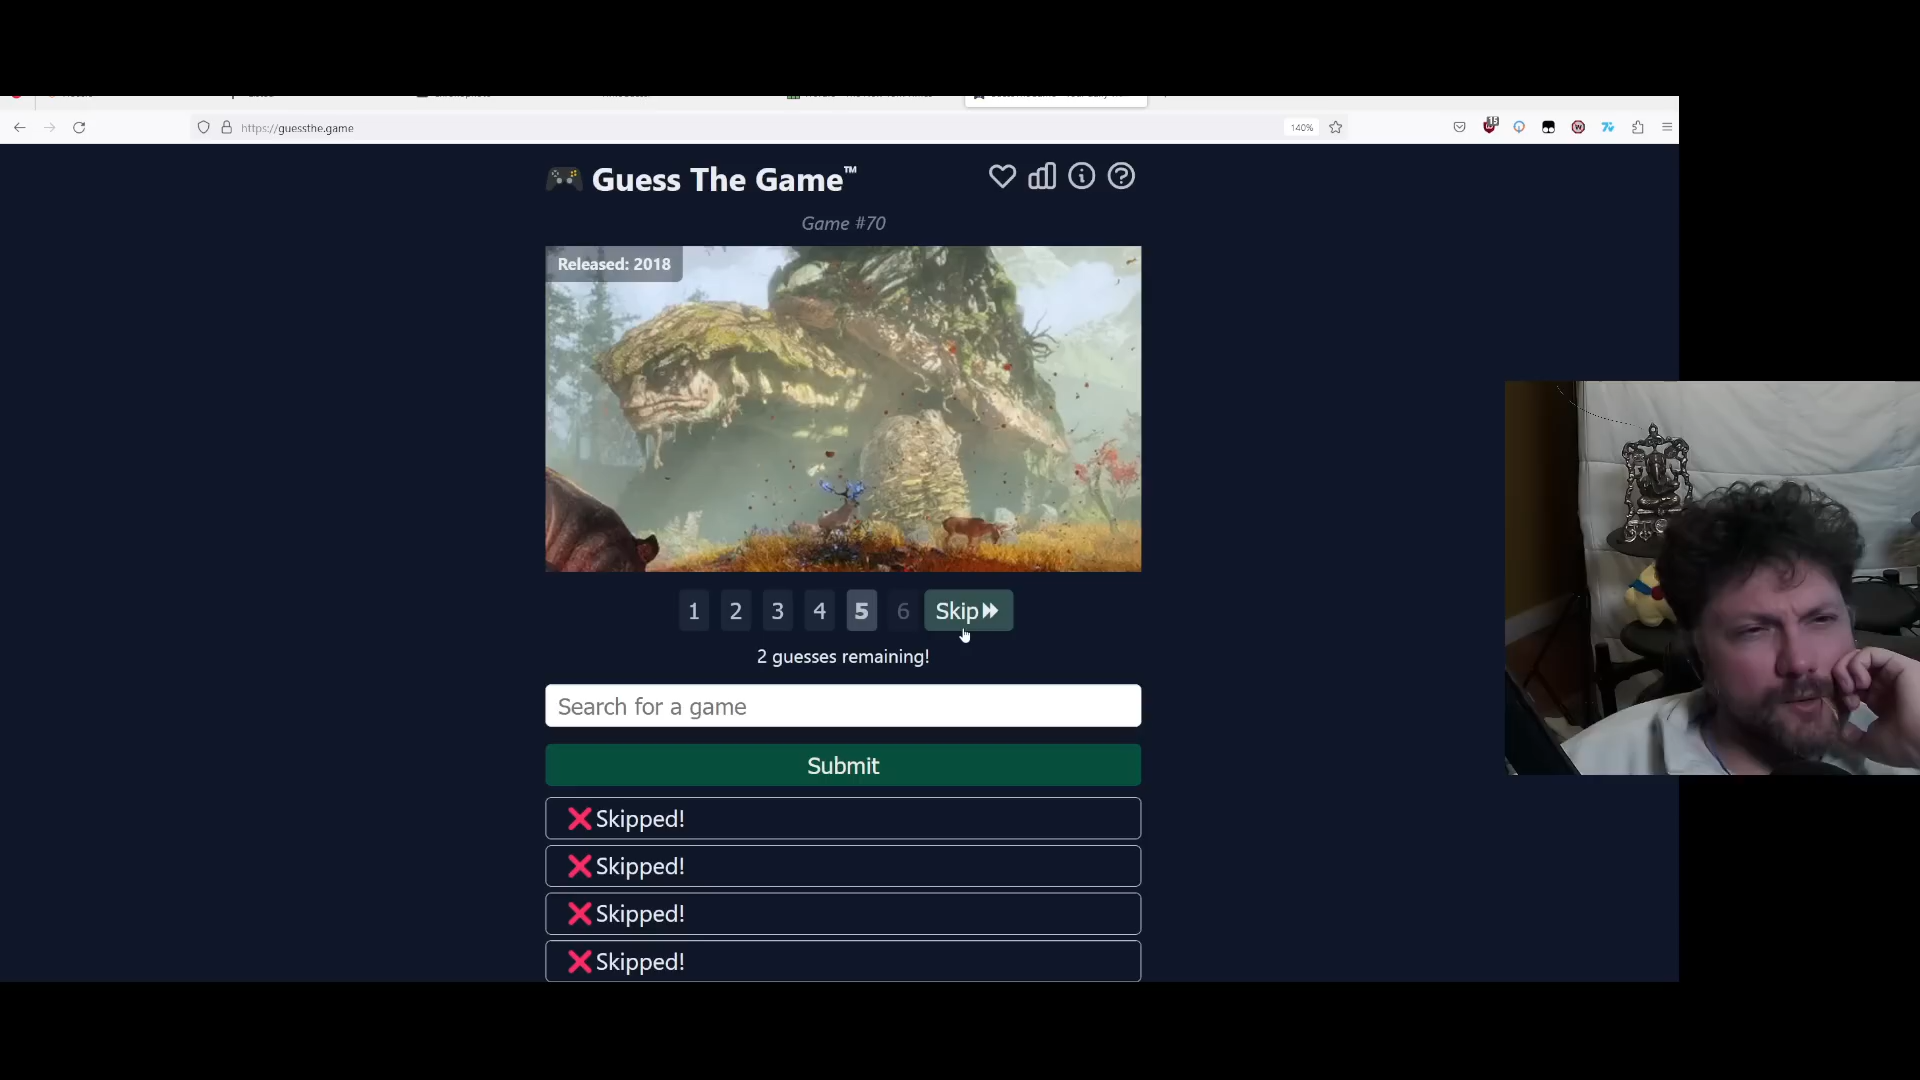 https://guessthe.game
140%
15
Guess The Game™
Game #70
Released: 2018
1 2 3 4 5 6 Skip
2 guesses remaining!
Search for a game
Submit
Skipped!
Skipped!
Skipped!
Skipped!